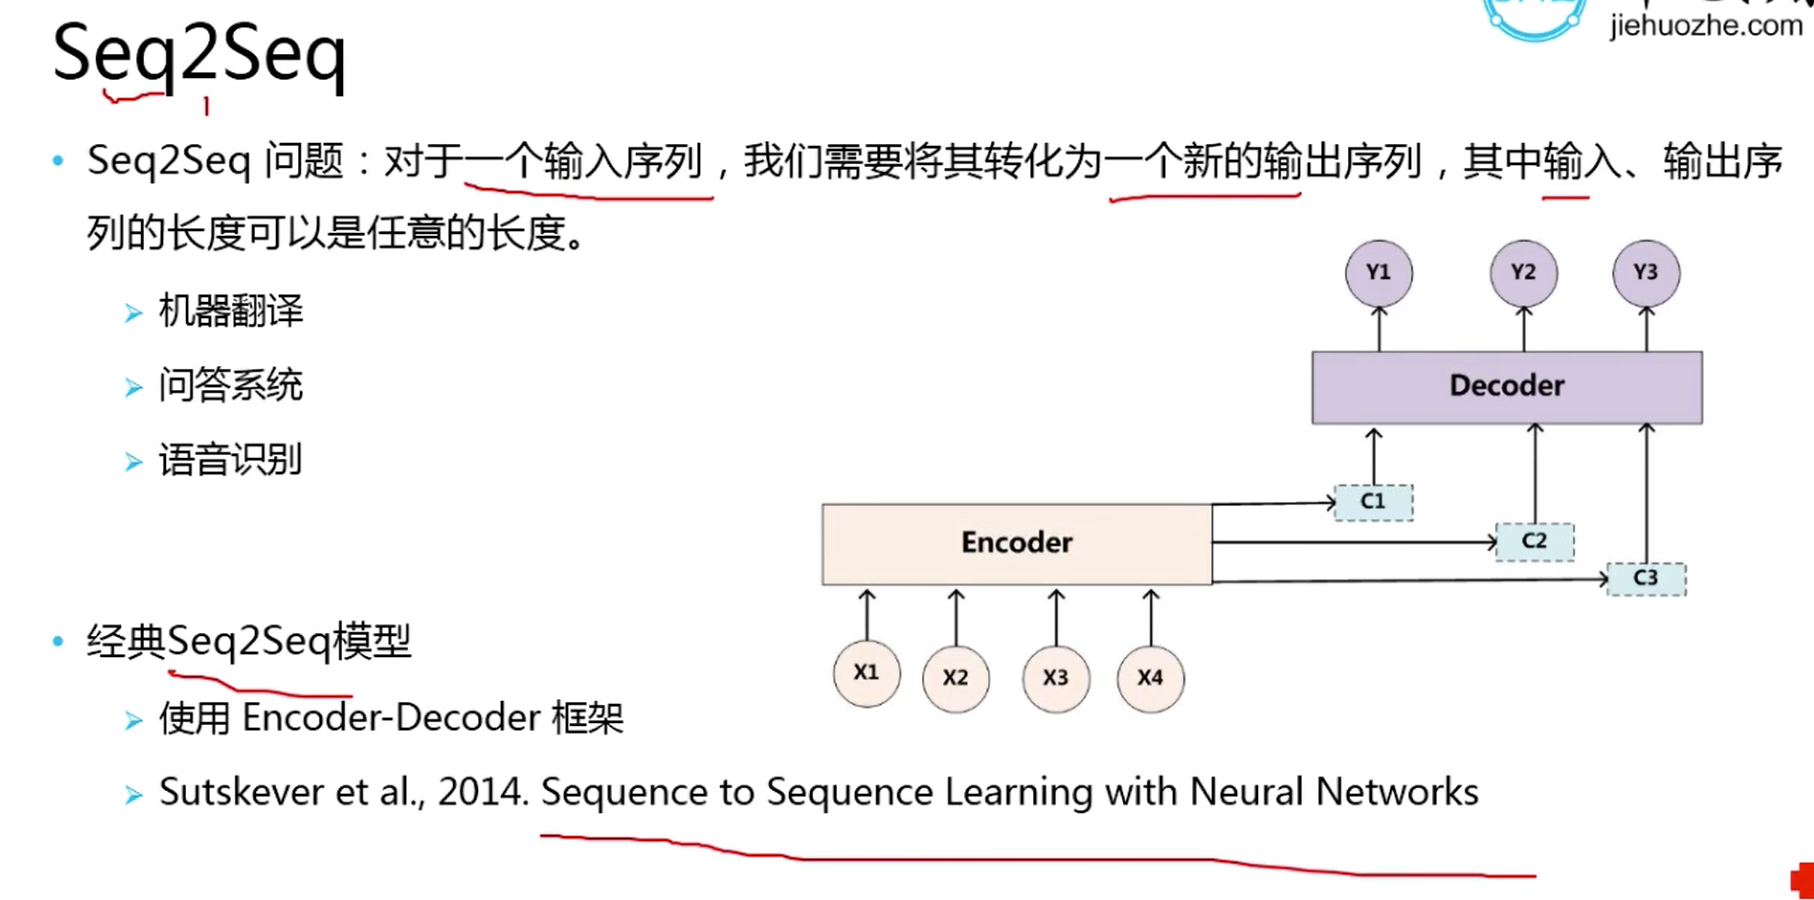 jiehuozhe.com
Seq2Seq
• Seq2Seq 问题：对于一个输入序列，我们需要将其转化为一个新的输出序列，其中输入、输出序
列的长度可以是任意的长度。
机器翻译
问答系统
语音识别
Y1 Y2 Y3
Decoder
C1
Encoder
C2
C3
X1 X2 X3 X4
• 经典Seq2Seq模型
使用 Encoder-Decoder 框架
Sutskever et al., 2014. Sequence to Sequence Learning with Neural Networks